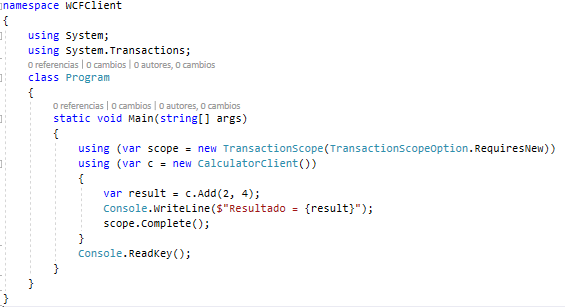 namespace WCFClient
{
using System;
using System.Transactions;
0 referencias | 0 cambios | 0 autores, 0 cambios
class Program
{
0 referencias | 0 cambios | 0 autores, 0 cambios
static void Main(string[] args)
{
using (var scope = new TransactionScope(TransactionScopeOption.RequiresNew))
using (var c = new CalculatorClient())
{
var result = c.Add(2, 4);
Console.WriteLine($"Resultado = {result}");
scope.Complete();
}
Console.ReadKey();
}
}
}